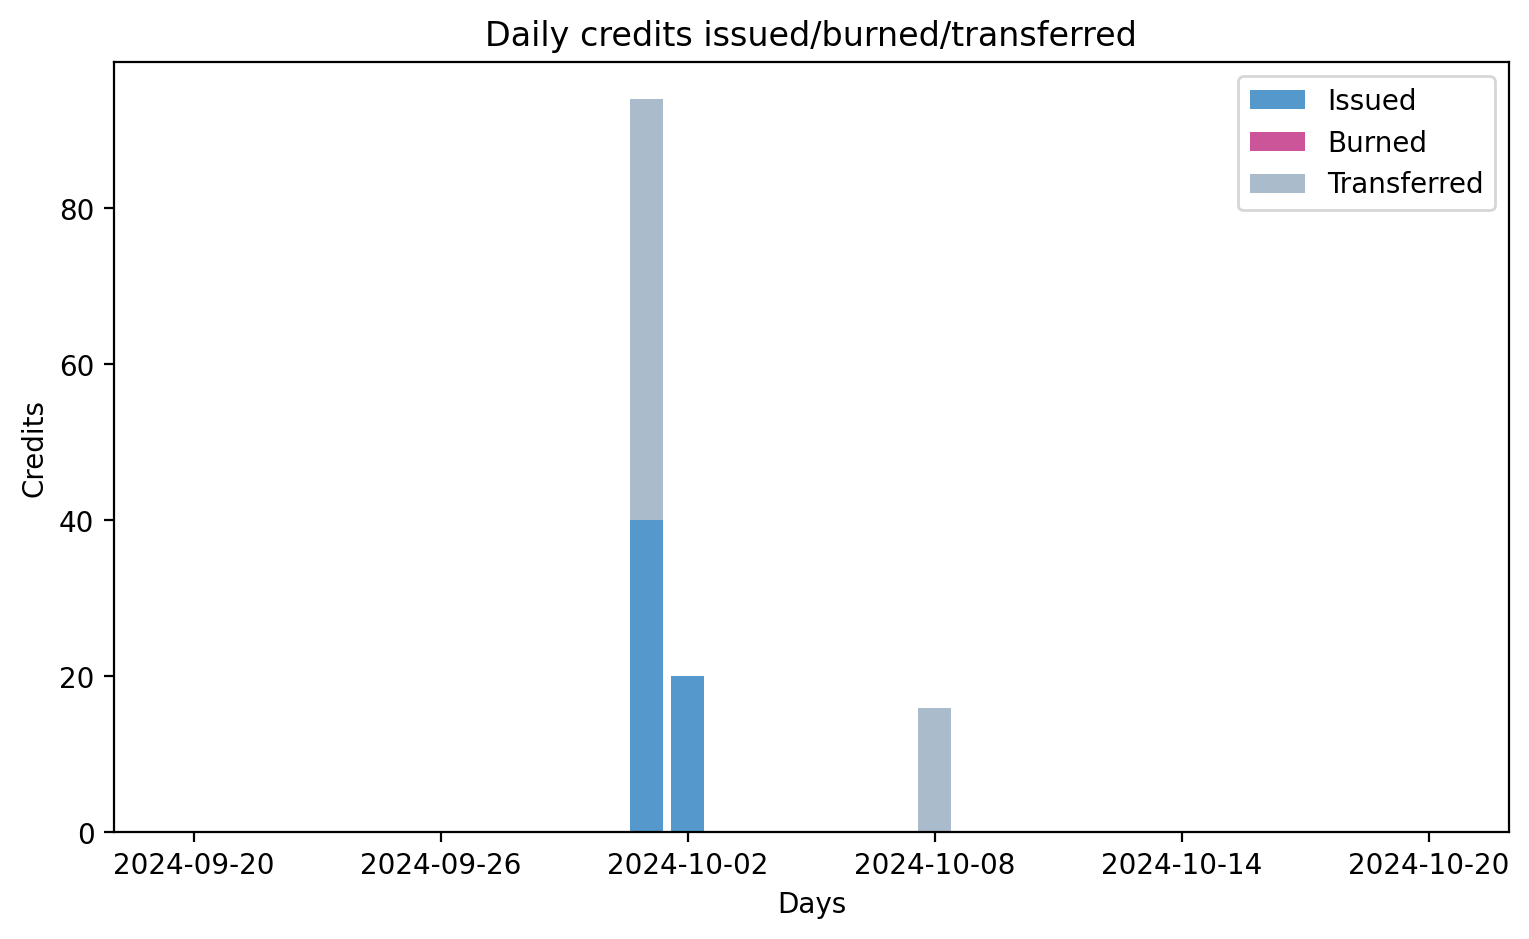 Daily credits issued/burned/transferred
Issued
Burned
Transferred
80
60
40
20
0
Credits
2024-09-20 2024-09-26 2024-10-02 2024-10-08 2024-10-14 2024-10-20
Days